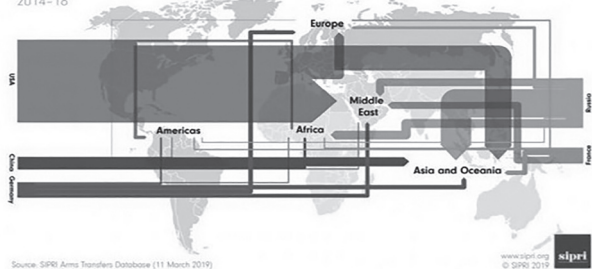 2014–18
Europe
USA
Middle
East
Russia
Americas
Africa
China
France
Asia and Oceania
Germany
Source: SIPRI Arms Transfers Database (11 March 2019)
www.sipri.org
© SIPRI 2019
sipri